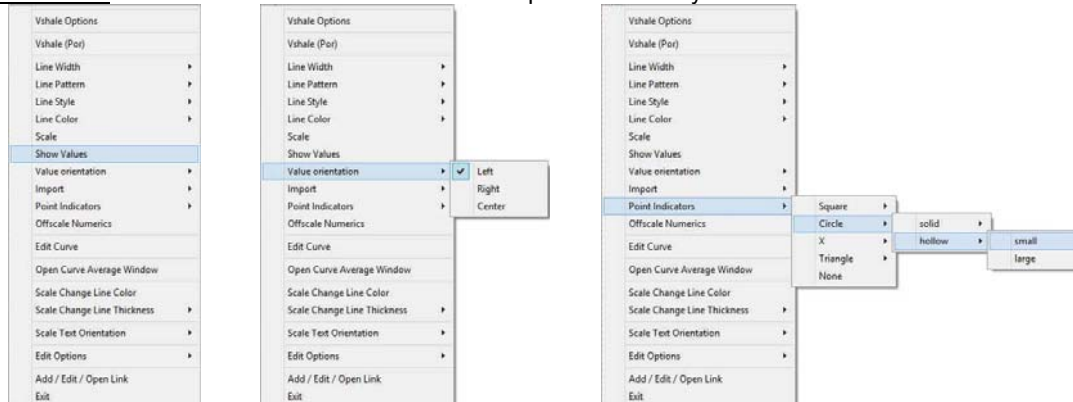 Vshale Options
Vshale (Por)
Line Width
Line Pattern
Line Style
Line Color
Scale
Show Values
Value orientation
Import
Point Indicators
Offscale Numerics
Edit Curve
Open Curve Average Window
Scale Change Line Color
Scale Change Line Thickness
Scale Text Orientation
Edit Options
Add / Edit / Open Link
Exit
Vshale Options
Vshale (Por)
Line Width
Line Pattern
Line Style
Line Color
Scale
Show Values
Value orientation
Import
Point Indicators
Offscale Numerics
Edit Curve
Open Curve Average Window
Scale Change Line Color
Scale Change Line Thickness
Scale Text Orientation
Edit Options
Add / Edit / Open Link
Exit
Left
Right
Center
Vshale Options
Vshale (Por)
Line Width
Line Pattern
Line Style
Line Color
Scale
Show Values
Value orientation
Import
Point Indicators
Offscale Numerics
Edit Curve
Open Curve Average Window
Scale Change Line Color
Scale Change Line Thickness
Scale Text Orientation
Edit Options
Add / Edit / Open Link
Exit
Square
Circle
X
Triangle
None
solid
hollow
small
large